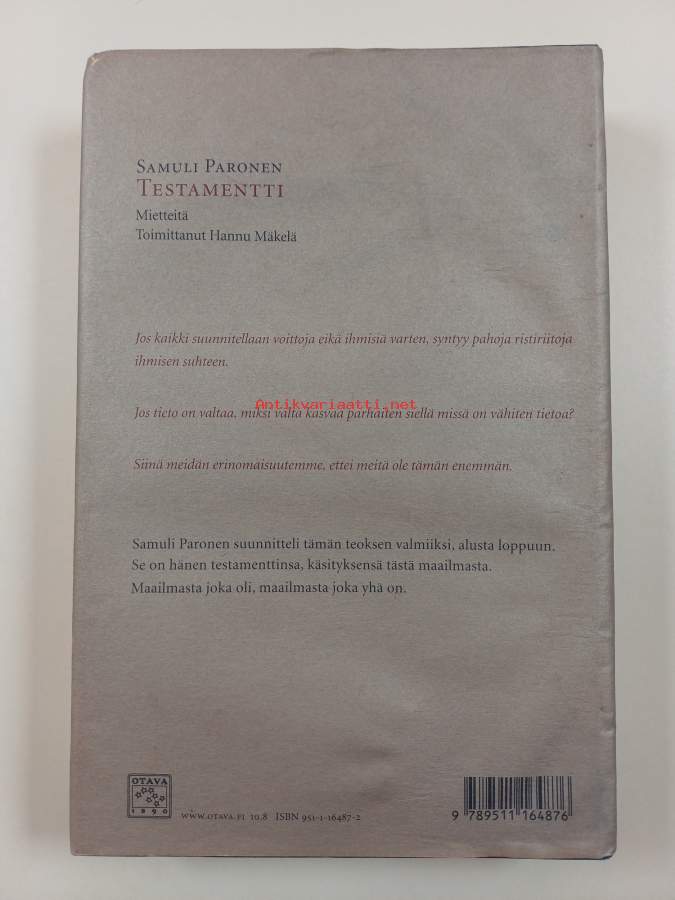 SAMULI PARONEN
TESTAMENTTI
Mietteitä
Toimittanut Hannu Mäkelä
Jos kaikki suunnitellaan voittoja eikä ihmisiä varten, syntyy pahoja ristiriitoja
ihmisen suhteen.
Antikvariaatti.net
Jos tieto on valtaa, miksi valta kasvaa parhaiten siellä missä on vähiten tietoa?
Siinä meidän erinomaisuutemme, ettei meitä ole tämän enemmän.
Samuli Paronen suunnitteli tämän teoksen valmiiksi, alusta loppuun.
Se on hänen testamenttinsa, käsityksensä tästä maailmasta.
Maailmasta joka oli, maailmasta joka yhä on.
OTAVA
1890
WWW.OTAVA.FI 10.8 ISBN 951-1-16487-2
9 789511 164876